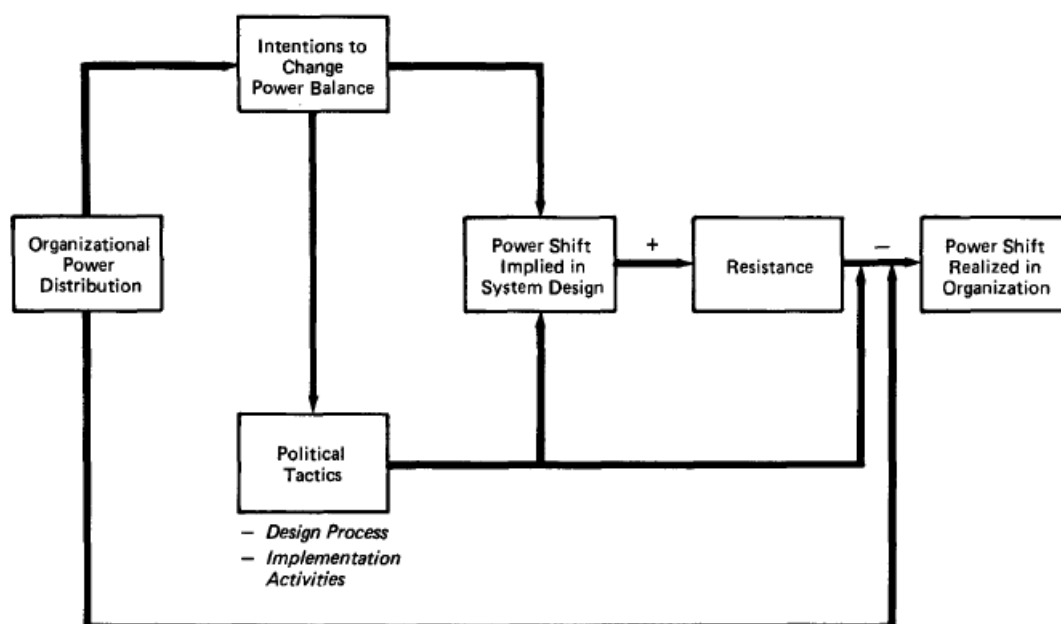 Intentions to
Change
Power Balance
Organizational
Power
Distribution
Power Shift
Implied in
System Design
+
Resistance
–
Power Shift
Realized in
Organization
Political
Tactics
– Design Process
– Implementation
Activities